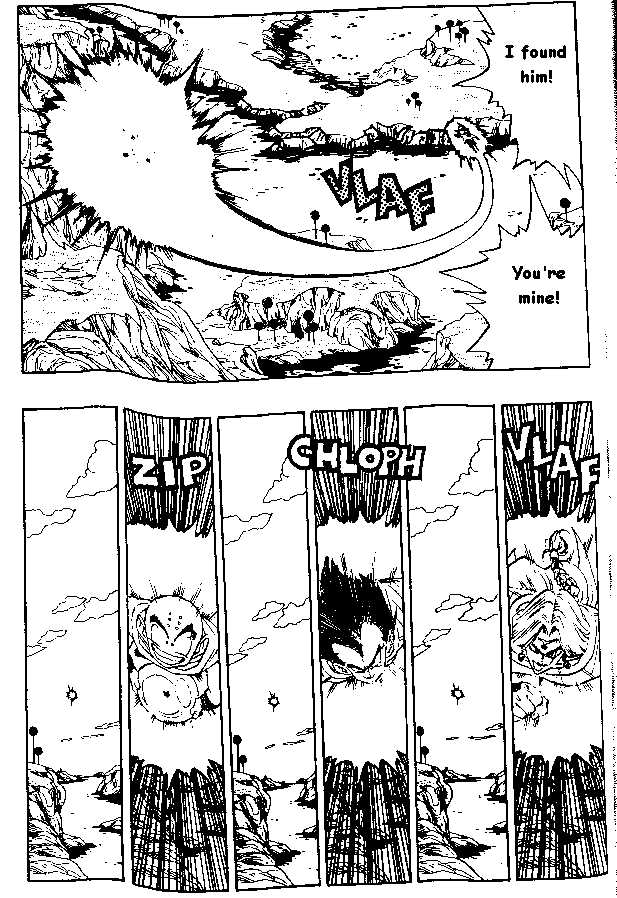 I found
him!
VLAF
You're
mine!
ZIP
CHLOPH
VLAF